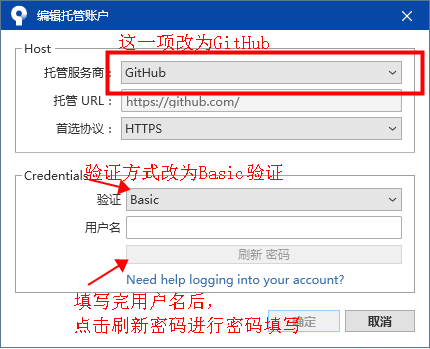 编辑托管账户
这一项改为GitHub
Host
托管服务商： GitHub
托管 URL： https://github.com/
首选协议： HTTPS
验证方式改为Basic验证
Credentials
验证 Basic
用户名
刷新 密码
Need help logging into your account?
填写完用户名后，
点击刷新密码进行密码填写
确定 取消